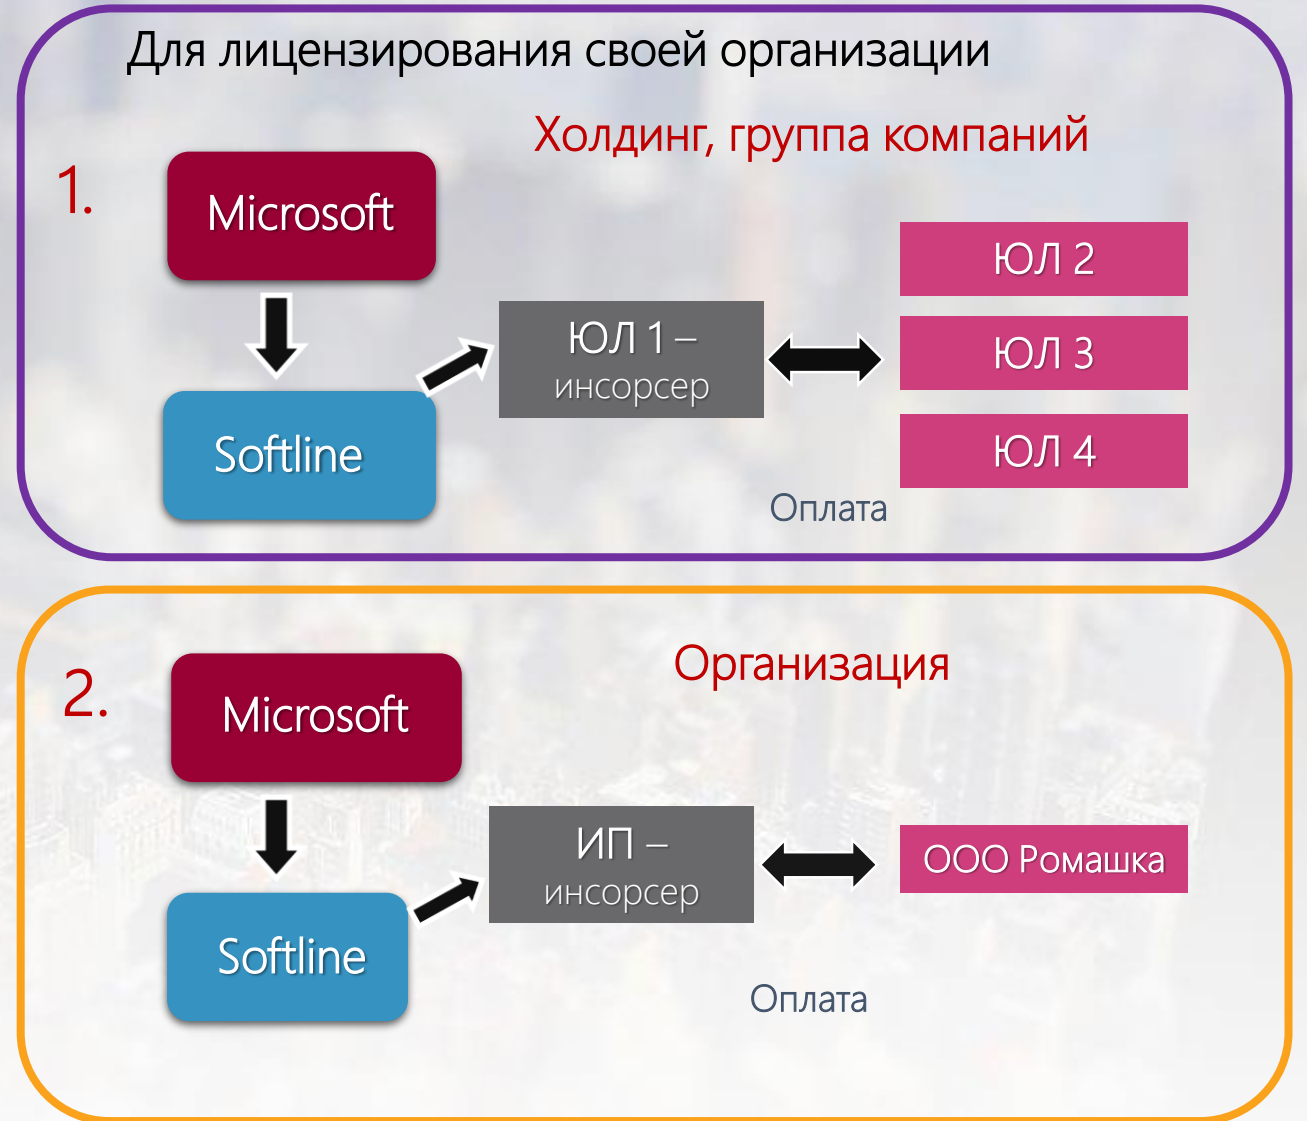 Для лицензирования своей организации
Холдинг, группа компаний
1.
Microsoft
ЮЛ 2
ЮЛ 1 –
инсорсер
ЮЛ 3
Softline
ЮЛ 4
Оплата
Организация
2.
Microsoft
ИП –
инсорсер
ООО Ромашка
Softline
Оплата